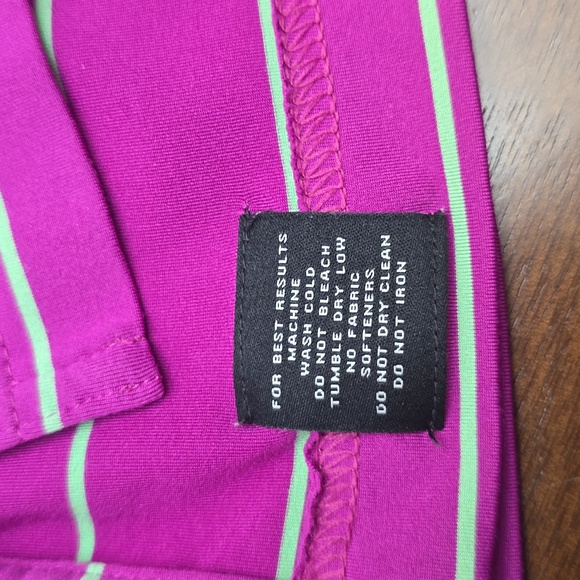 FOR BEST RESULTS
MACHINE
WASH COLD
DO NOT BLEACH
TUMBLE DRY LOW
NO FABRIC
SOFTENERS
DO NOT DRY CLEAN
DO NOT IRON